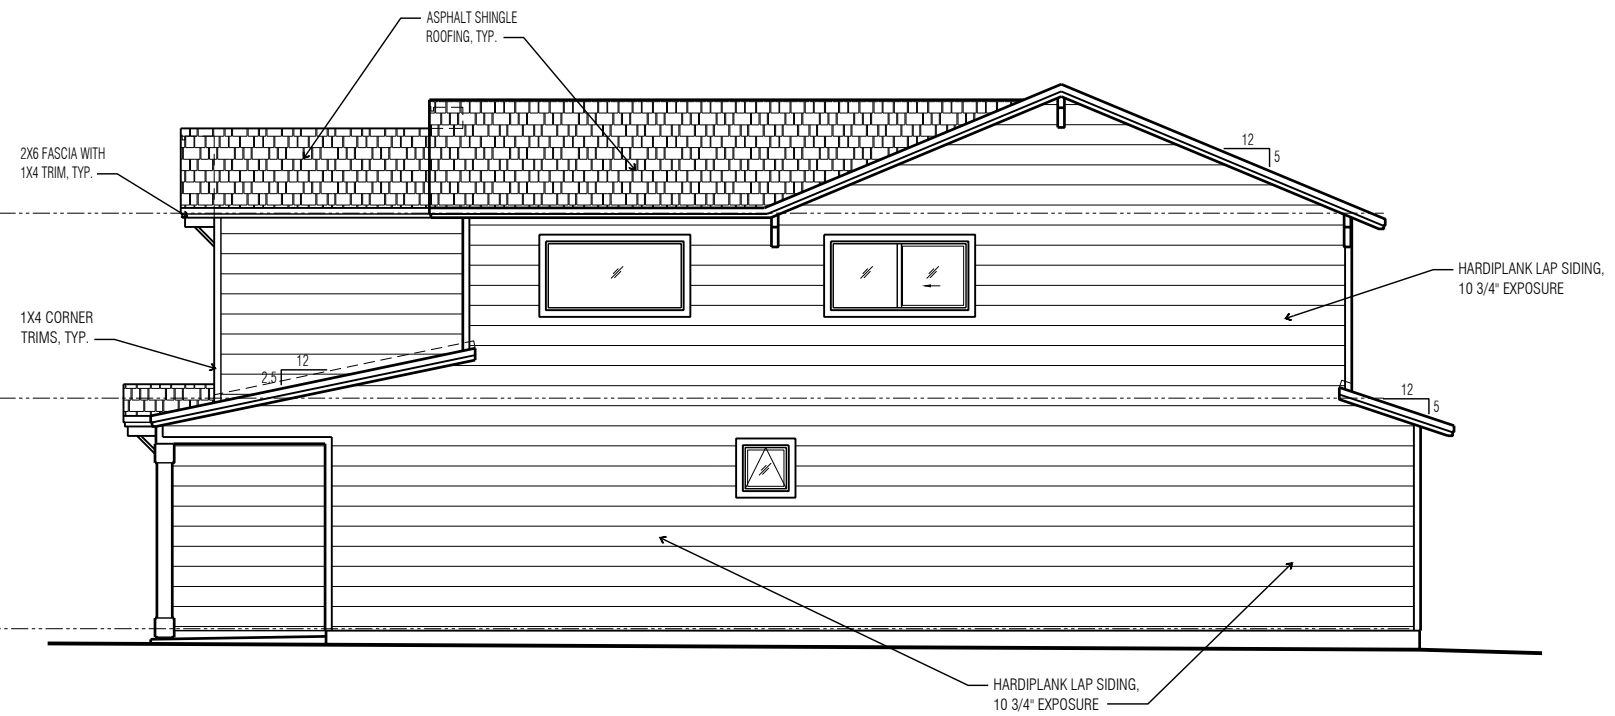 ASPHALT SHINGLE
ROOFING, TYP.
2X6 FASCIA WITH
1X4 TRIM, TYP.
12
5
HARDIPLANK LAP SIDING,
10 3/4" EXPOSURE
1X4 CORNER
TRIMS, TYP.
12
2.5
12
5
HARDIPLANK LAP SIDING,
10 3/4" EXPOSURE